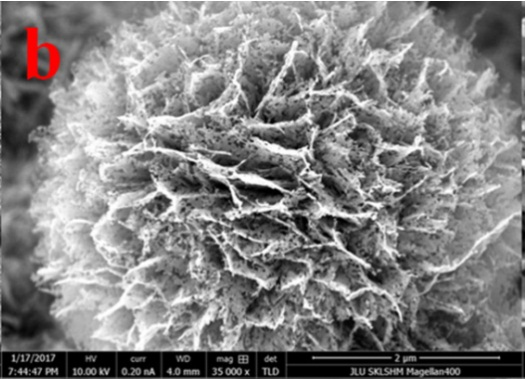 b
1/17/2017 HV curr WD mag det 2 µm
7:44:47 PM 10.00 kV 0.20 nA 4.0 mm 35 000 x TLD JLU SKLSHM Magellan400